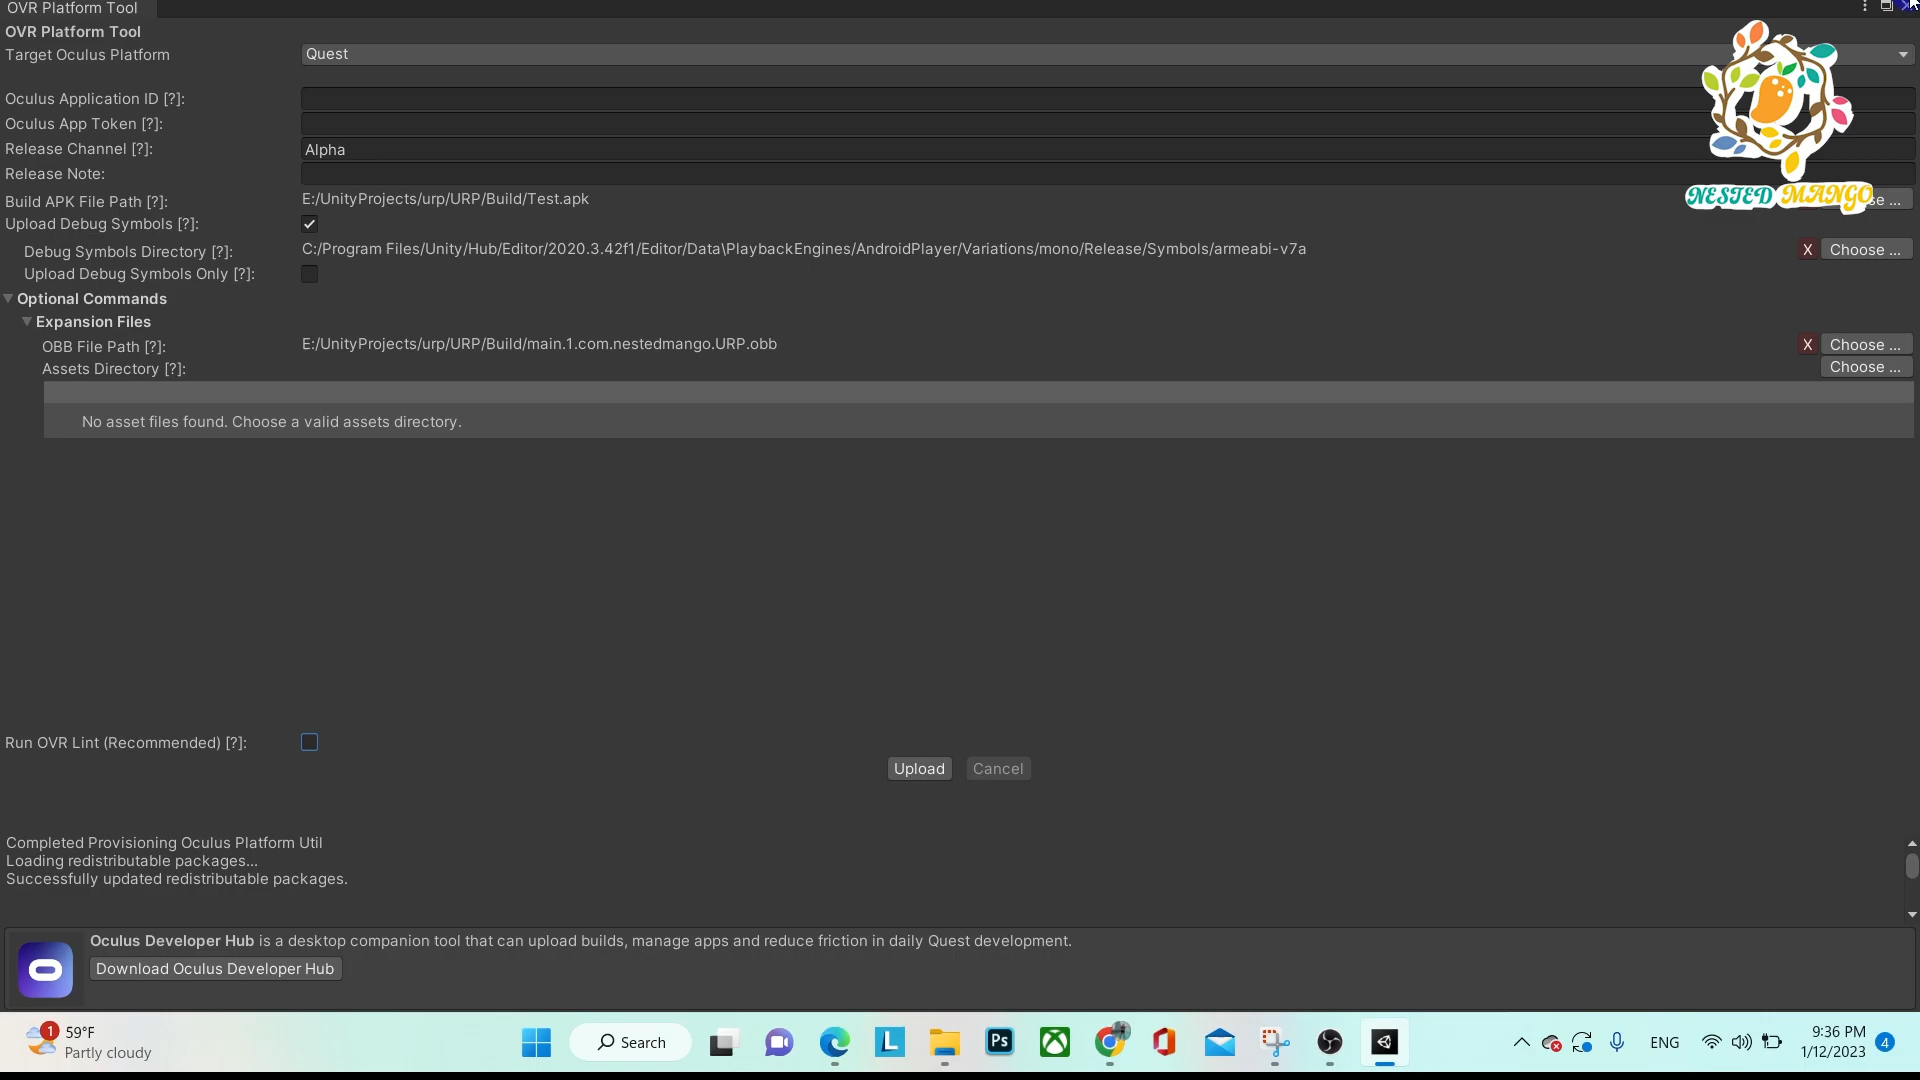 OVR Platform Tool
OVR Platform Tool
Target Oculus Platform Quest
Oculus Application ID [?]:
Oculus App Token [?]:
Release Channel [?]: Alpha
Release Note:
Build APK File Path [?]: E:/UnityProjects/urp/URP/Build/Test.apk
NESTED MANGO
Upload Debug Symbols [?]:
Debug Symbols Directory [?]: C:/Program Files/Unity/Hub/Editor/2020.3.42f1/Editor/Data\PlaybackEngines/AndroidPlayer/Variations/mono/Release/Symbols/armeabi-v7a X Choose ...
Upload Debug Symbols Only [?]:
Optional Commands
Expansion Files
OBB File Path [?]: E:/UnityProjects/urp/URP/Build/main.1.com.nestedmango.URP.obb X Choose ...
Assets Directory [?]: Choose ...
No asset files found. Choose a valid assets directory.
Run OVR Lint (Recommended) [?]:
Upload Cancel
Completed Provisioning Oculus Platform Util
Loading redistributable packages...
Successfully updated redistributable packages.
Oculus Developer Hub is a desktop companion tool that can upload builds, manage apps and reduce friction in daily Quest development.
Download Oculus Developer Hub
1 59°F
Partly cloudy
Search
L
Ps
ENG
9:36 PM
1/12/2023
4